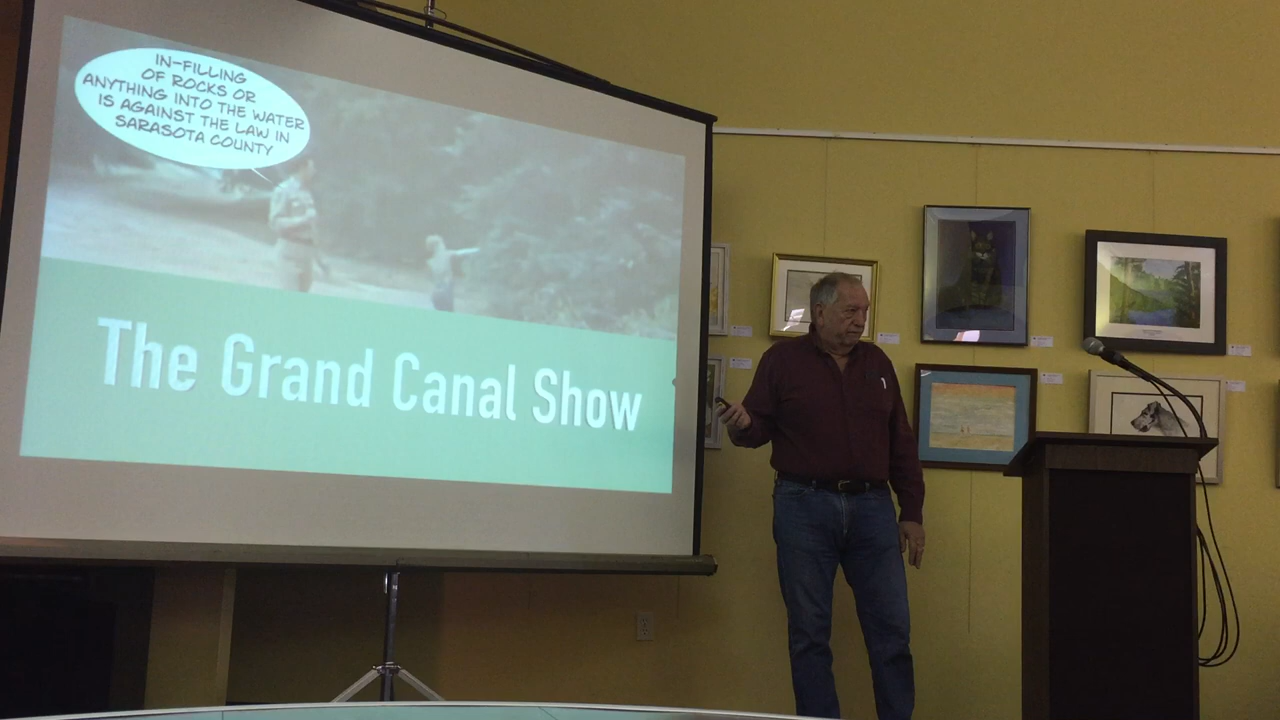 IN-FILLING
OF ROCKS OR
ANYTHING INTO THE WATER
IS AGAINST THE LAW IN
SARASOTA COUNTY
The Grand Canal Show